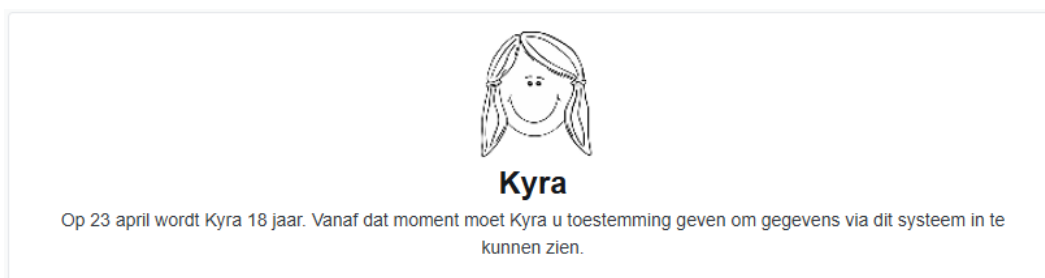 Kyra
Op 23 april wordt Kyra 18 jaar. Vanaf dat moment moet Kyra u toestemming geven om gegevens via dit systeem in te
kunnen zien.